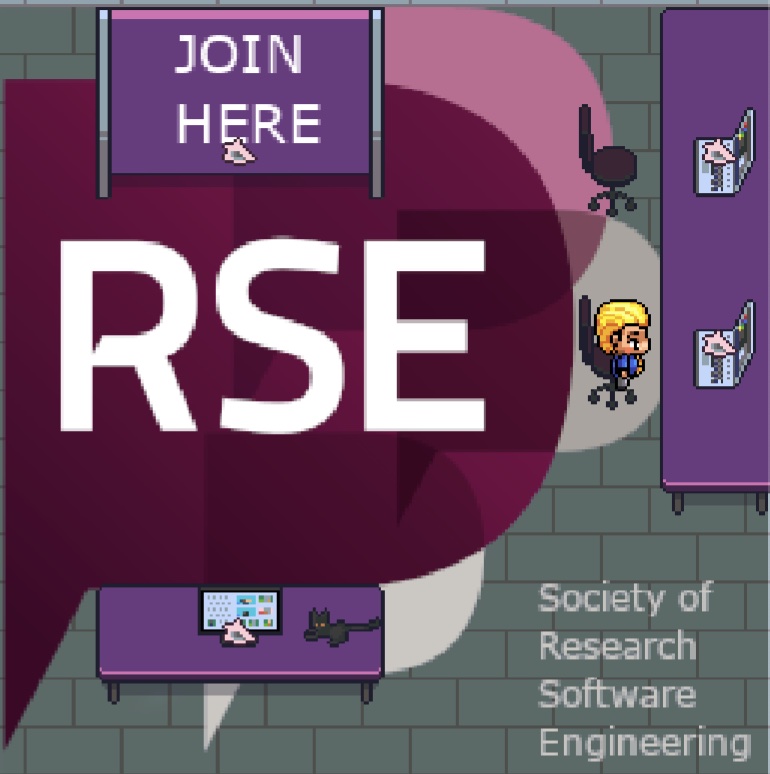 JOIN
HERE
RSE
Society of
Research
Software
Engineering